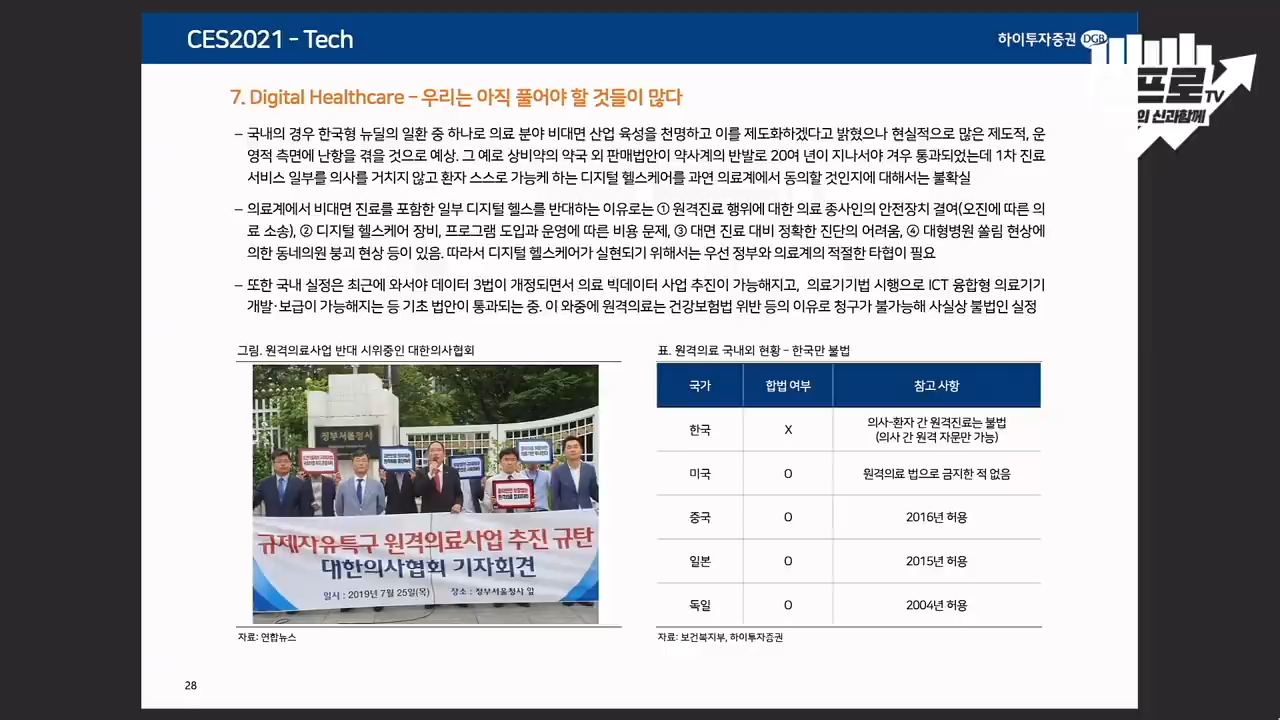 CES2021 – Tech
하이투자증권 DGB
프로TV
의 신과함께
7. Digital Healthcare – 우리는 아직 풀어야 할 것들이 많다
– 국내의 경우 한국형 뉴딜의 일환 중 하나로 의료 분야 비대면 산업 육성을 천명하고 이를 제도화하겠다고 밝혔으나 현실적으로 많은 제도적, 운
영적 측면에 난항을 겪을 것으로 예상. 그 예로 상비약의 약국 외 판매법안이 약사계의 반발로 20여 년이 지나서야 겨우 통과되었는데 1차 진료
서비스 일부를 의사를 거치지 않고 환자 스스로 가능케 하는 디지털 헬스케어를 과연 의료계에서 동의할 것인지에 대해서는 불확실
– 의료계에서 비대면 진료를 포함한 일부 디지털 헬스를 반대하는 이유로는 ① 원격진료 행위에 대한 의료 종사인의 안전장치 결여(오진에 따른 의
료 소송), ② 디지털 헬스케어 장비, 프로그램 도입과 운영에 따른 비용 문제, ③ 대면 진료 대비 정확한 진단의 어려움, ④ 대형병원 쏠림 현상에
의한 동네의원 붕괴 현상 등이 있음. 따라서 디지털 헬스케어가 실현되기 위해서는 우선 정부와 의료계의 적절한 타협이 필요
– 또한 국내 실정은 최근에 와서야 데이터 3법이 개정되면서 의료 빅데이터 사업 추진이 가능해지고, 의료기기법 시행으로 ICT 융합형 의료기기
개발·보급이 가능해지는 등 기초 법안이 통과되는 중. 이 와중에 원격의료는 건강보험법 위반 등의 이유로 청구가 불가능해 사실상 불법인 실정
그림. 원격의료사업 반대 시위중인 대한의사협회
정부서울청사
규제자유특구 원격의료사업 추진 규탄
대한의사협회 기자회견
일시 : 2019년 7월 25일(목) 장소 : 정부서울청사 앞
자료: 연합뉴스
표. 원격의료 국내외 현황 – 한국만 불법
국가 합법 여부 참고 사항
한국 X 의사-환자 간 원격진료는 불법
(의사 간 원격 자문만 가능)
미국 O 원격의료 법으로 금지한 적 없음
중국 O 2016년 허용
일본 O 2015년 허용
독일 O 2004년 허용
자료: 보건복지부, 하이투자증권
28